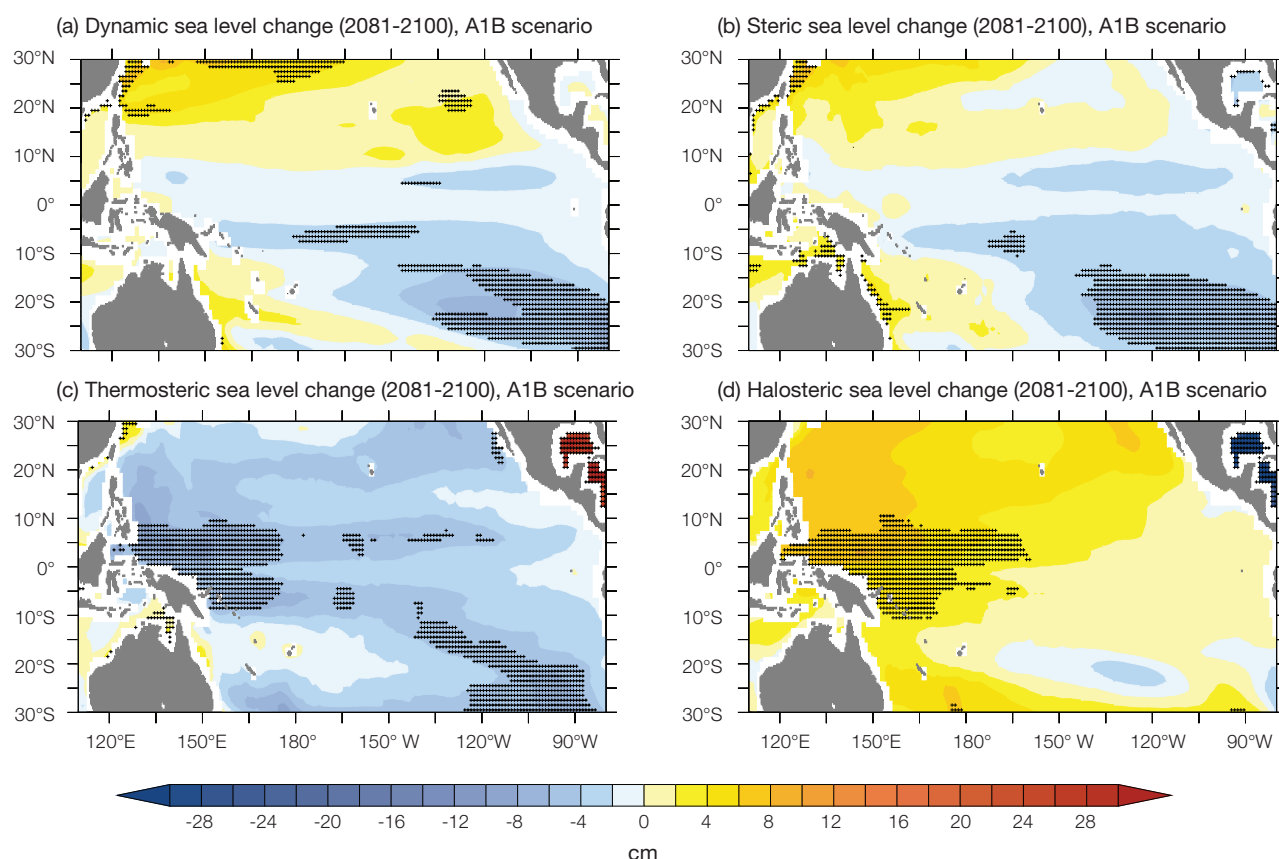 (a) Dynamic sea level change (2081-2100), A1B scenario
(b) Steric sea level change (2081-2100), A1B scenario
30°N
20°N
10°N
0°
10°S
20°S
30°S
30°N
20°N
10°N
0°
10°S
20°S
30°S
(c) Thermosteric sea level change (2081-2100), A1B scenario
(d) Halosteric sea level change (2081-2100), A1B scenario
30°N
20°N
10°N
0°
10°S
20°S
30°S
120°E 150°E 180° 150° W 120°W 90°W
30°N
20°N
10°N
0°
10°S
20°S
30°S
120°E 150°E 180° 150°W 120°W 90°W
-28 -24 -20 -16 -12 -8 -4 0 4 8 12 16 20 24 28
cm